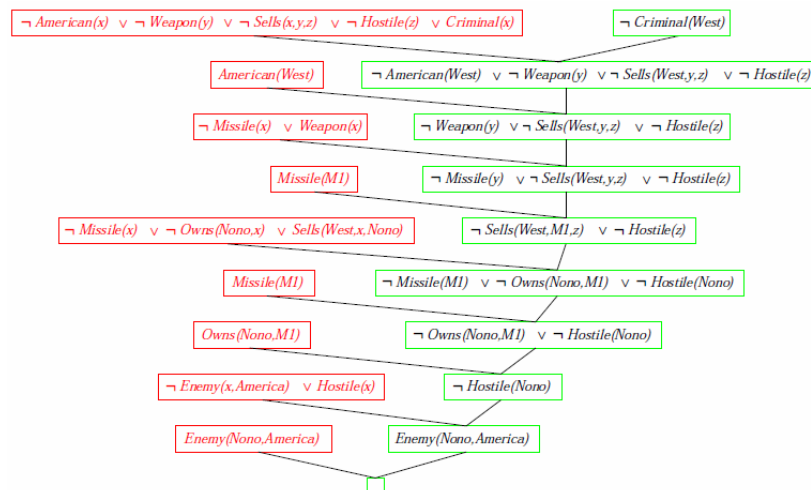 ¬ American(x) ∨ ¬ Weapon(y) ∨ ¬ Sells(x,y,z) ∨ ¬ Hostile(z) ∨ Criminal(x) ¬ Criminal(West)
American(West) ¬ American(West) ∨ ¬ Weapon(y) ∨ ¬ Sells(West,y,z) ∨ ¬ Hostile(z)
¬ Missile(x) ∨ Weapon(x) ¬ Weapon(y) ∨ ¬ Sells(West,y,z) ∨ ¬ Hostile(z)
Missile(M1) ¬ Missile(y) ∨ ¬ Sells(West,y,z) ∨ ¬ Hostile(z)
¬ Missile(x) ∨ ¬ Owns(Nono,x) ∨ Sells(West,x,Nono) ¬ Sells(West,M1,z) ∨ ¬ Hostile(z)
Missile(M1) ¬ Missile(M1) ∨ ¬ Owns(Nono,M1) ∨ ¬ Hostile(Nono)
Owns(Nono,M1) ¬ Owns(Nono,M1) ∨ ¬ Hostile(Nono)
¬ Enemy(x,America) ∨ Hostile(x) ¬ Hostile(Nono)
Enemy(Nono,America) Enemy(Nono,America)